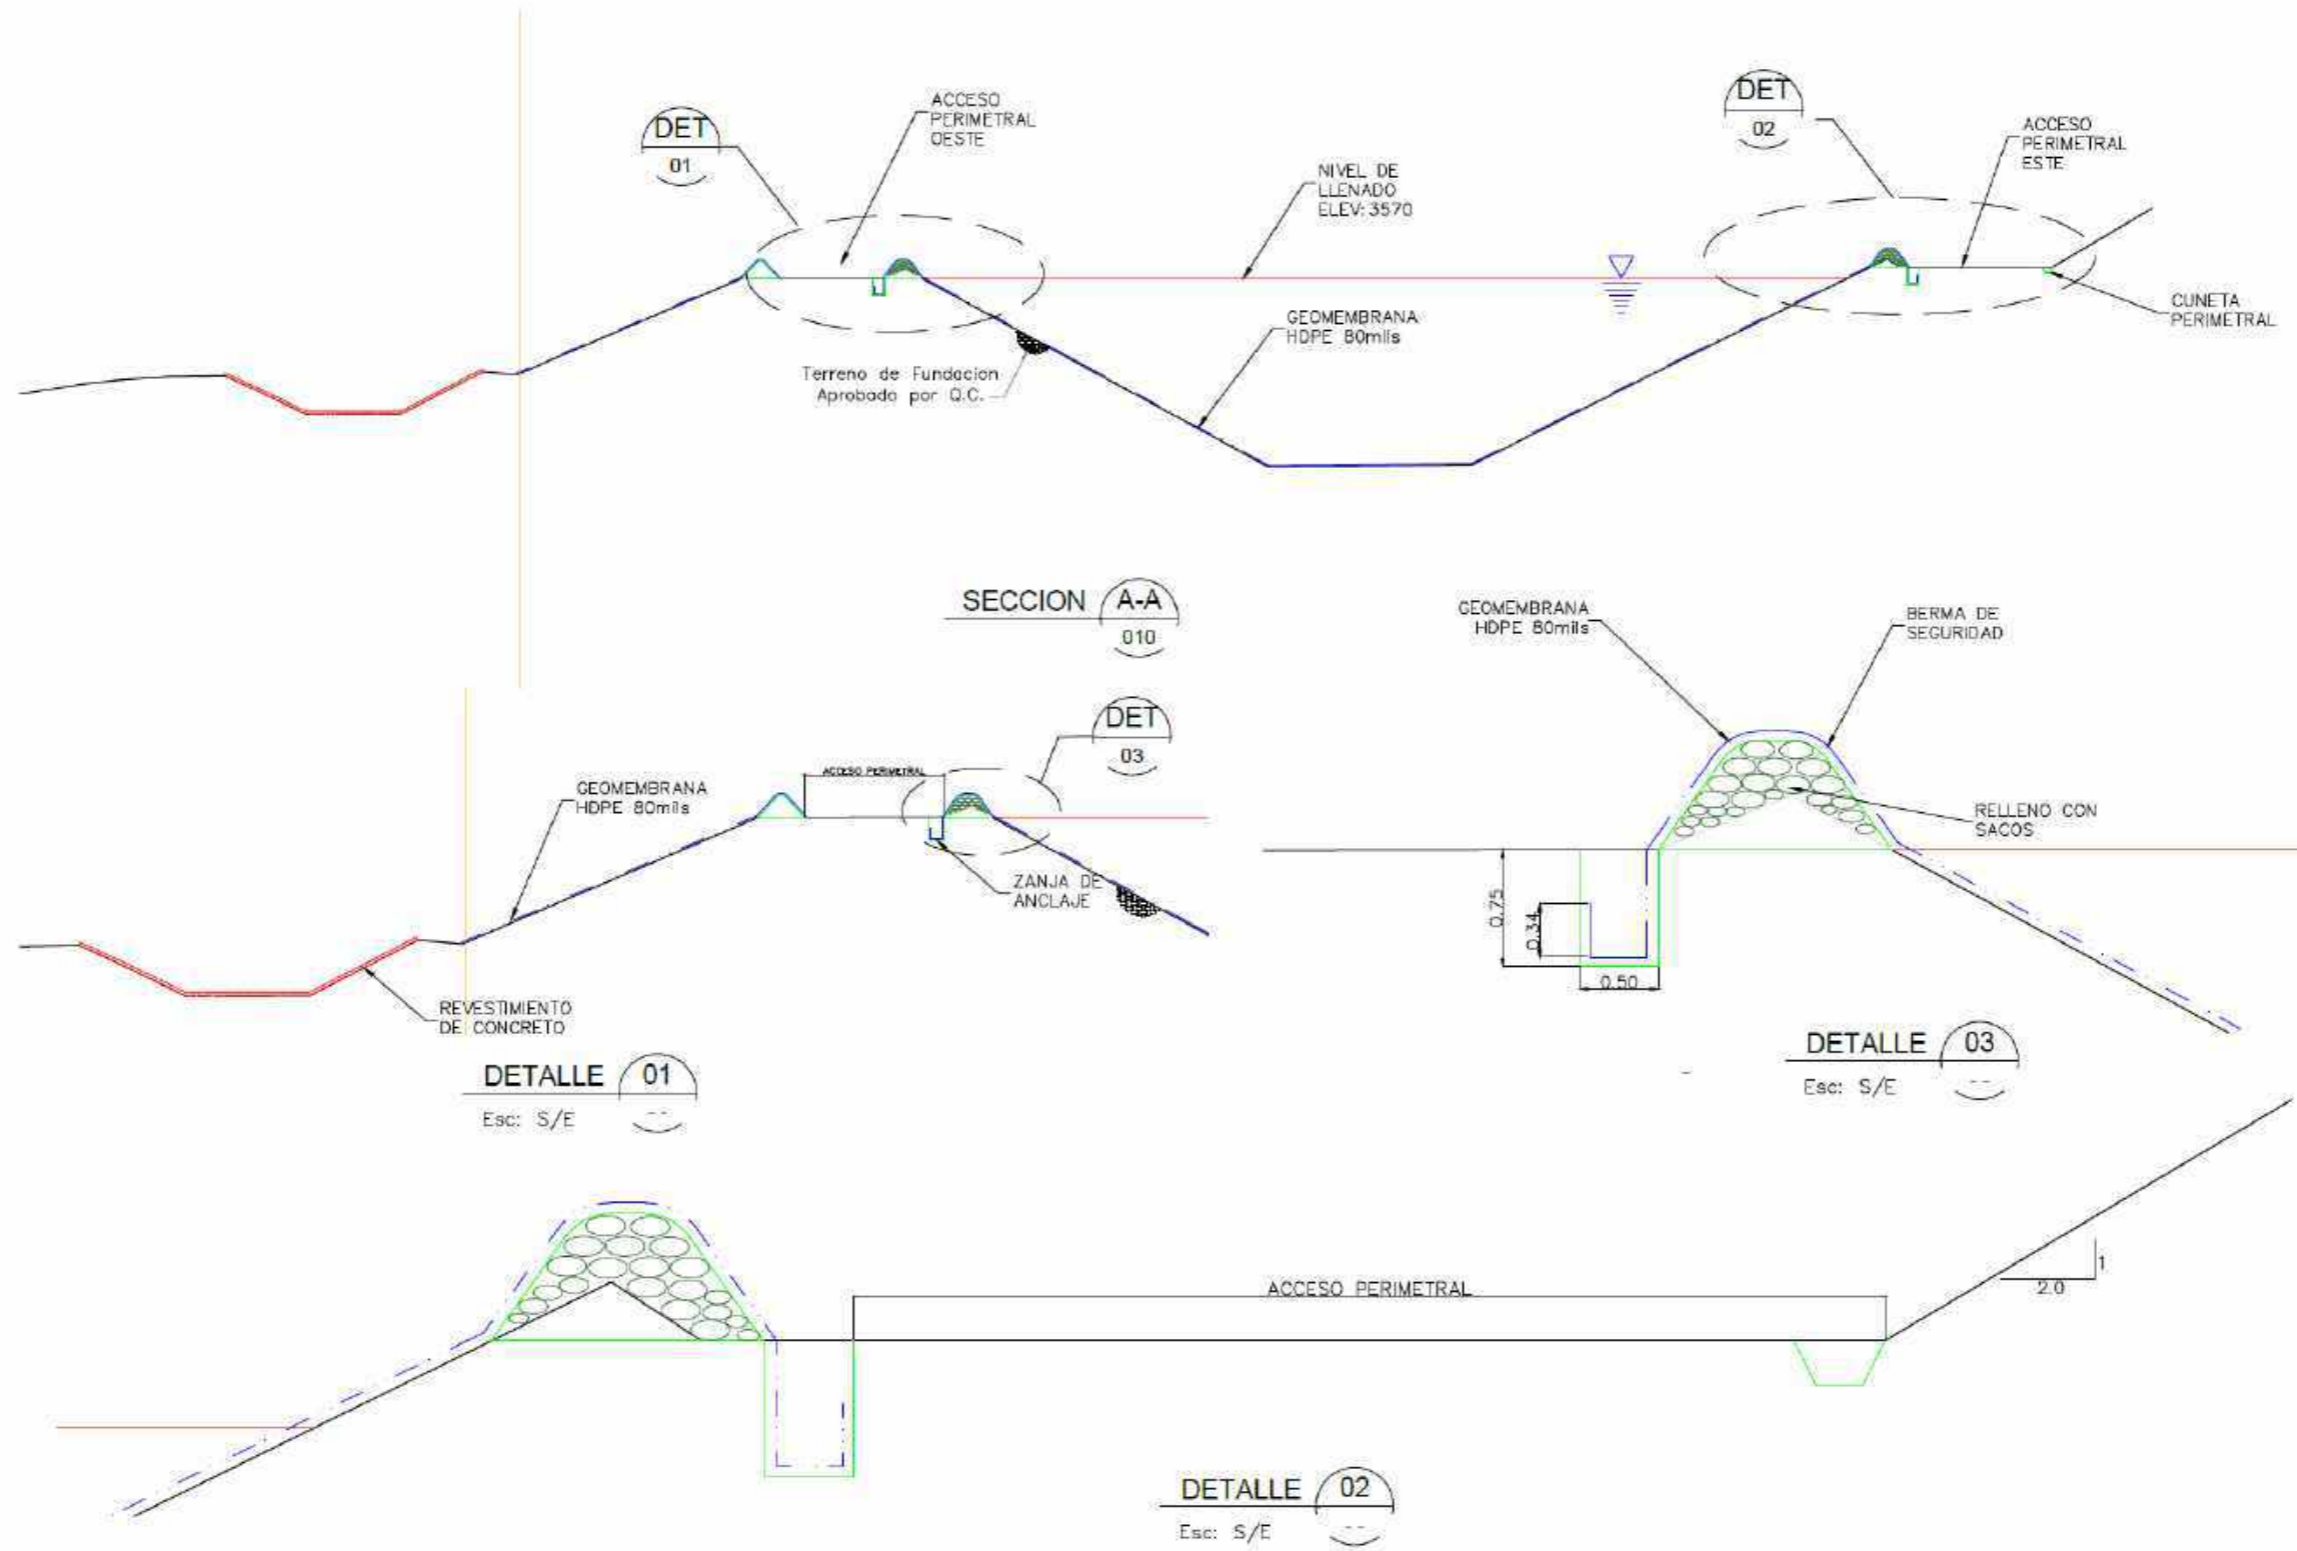 DET
01
ACCESO
PERIMETRAL
OESTE
NIVEL DE
LLENADO
ELEV: 3570
DET
02
ACCESO
PERIMETRAL
ESTE
CUNETA
PERIMETRAL
GEOMEMBRANA
HDPE 80mils
Terreno de Fundacion
Aprobado por Q.C.
SECCION A-A
010
GEOMEMBRANA
HDPE 80mils
BERMA DE
SEGURIDAD
RELLENO CON
SACOS
0.75
0.34
0.50
DETALLE 03
Esc: S/E --
DET
03
ACCESO PERIMETRAL
GEOMEMBRANA
HDPE 80mils
ZANJA DE
ANCLAJE
REVESTIMIENTO
DE CONCRETO
DETALLE 01
Esc: S/E --
ACCESO PERIMETRAL
1
2.0
DETALLE 02
Esc: S/E --